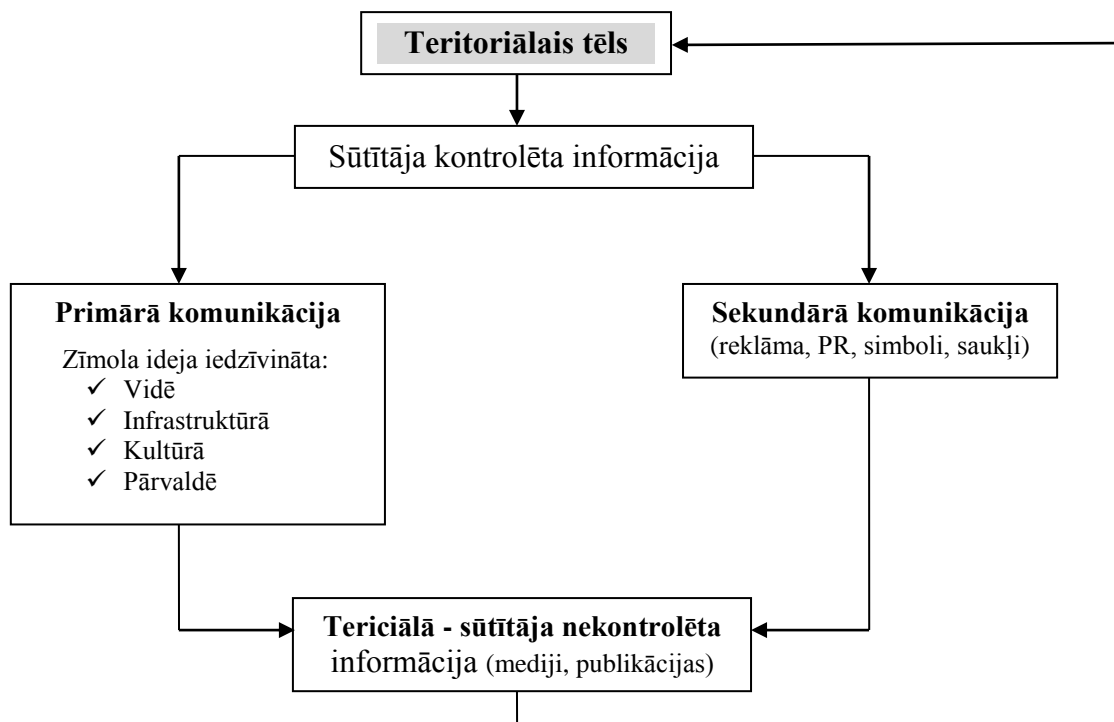 Teritoriālais tēls
Sūtītāja kontrolēta informācija
Primārā komunikācija
Zīmola ideja iedzīvināta:
✓ Vidē
✓ Infrastruktūrā
✓ Kultūrā
✓ Pārvaldē
Sekundārā komunikācija
(reklāma, PR, simboli, saukļi)
Tericiālā - sūtītāja nekontrolēta
informācija (mediji, publikācijas)